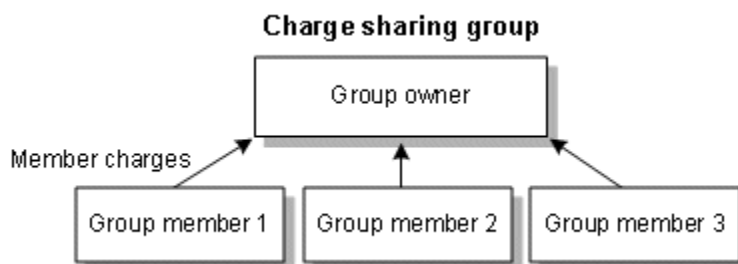 Charge sharing group
Group owner
Member charges
Group member 1
Group member 2
Group member 3